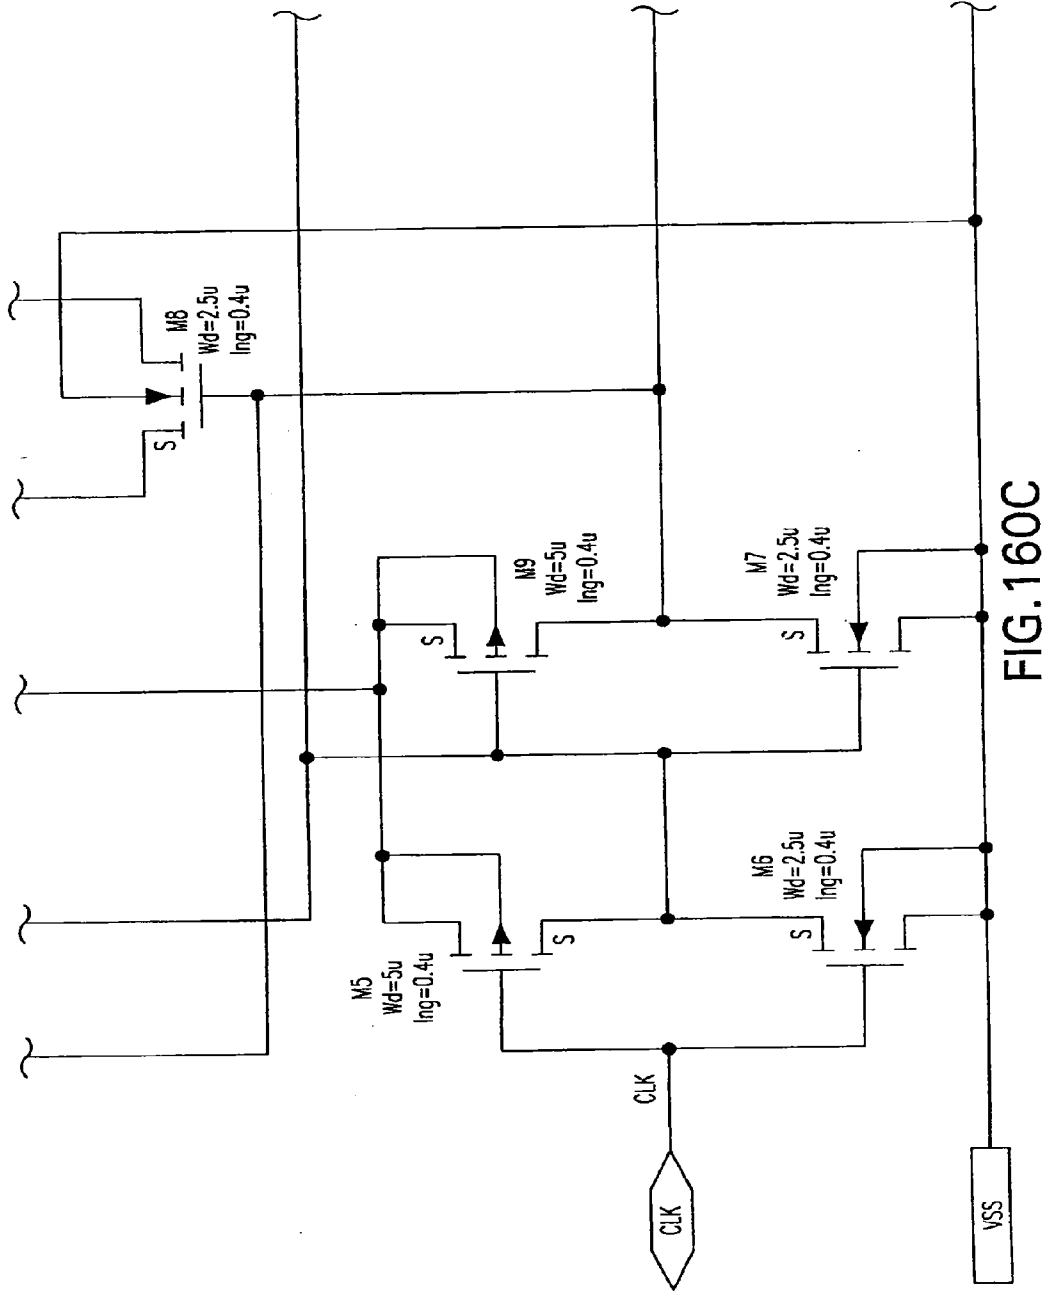 M8
Wd=2.5u
lng=0.4u
S
M9
Wd=5u
lng=0.4u
S
M7
Wd=2.5u
lng=0.4u
S
M5
Wd=5u
lng=0.4u
S
M6
Wd=2.5u
lng=0.4u
S
CLK
CLK
VSS
FIG.160C